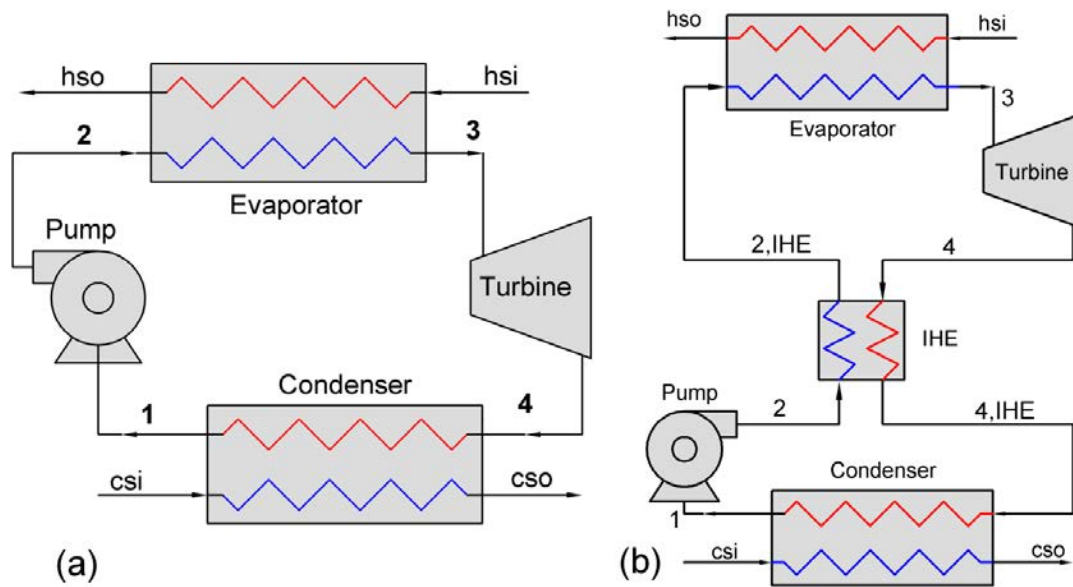 hso
hsi
2
3
Evaporator
Pump
Turbine
Condenser
1
4
csi
cso
(a)
hso
hsi
3
Evaporator
Turbine
2,IHE
4
IHE
Pump
2
4,IHE
Condenser
1
csi
cso
(b)